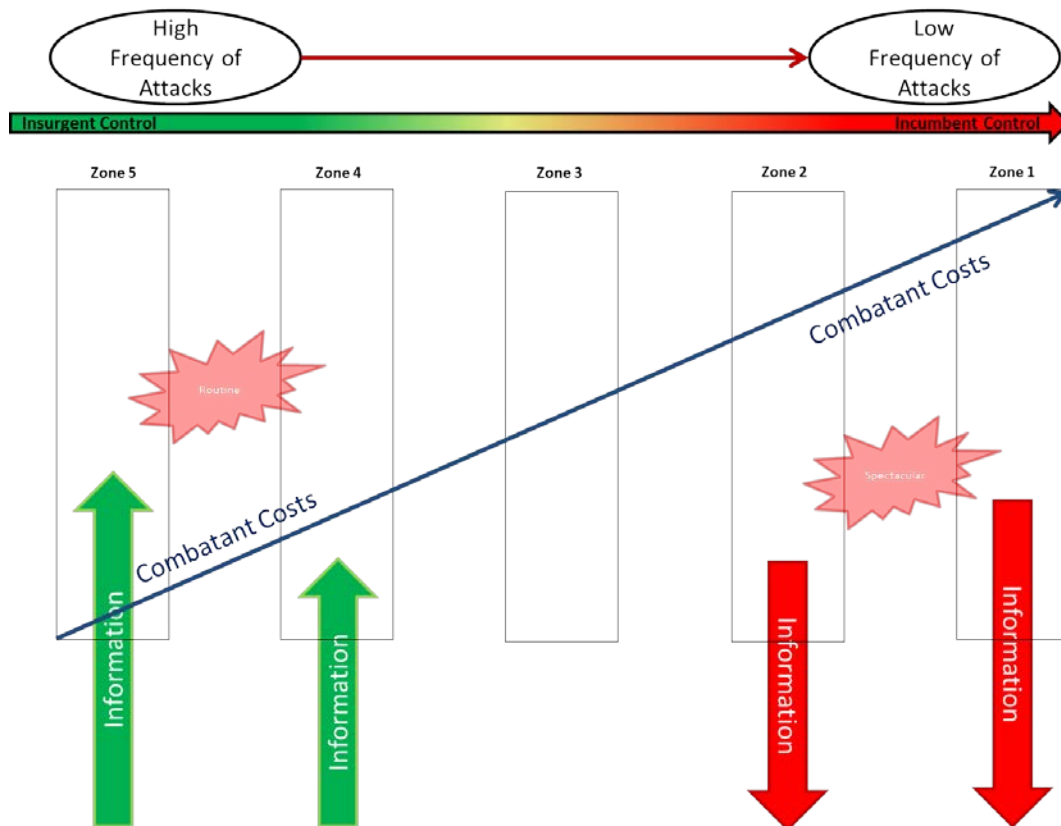 High
Frequency of
Attacks
Low
Frequency of
Attacks
Insurgent Control
Incumbent Control
Zone 5
Zone 4
Zone 3
Zone 2
Zone 1
Combatant Costs
Routine
Spectacular
Combatant Costs
Information
Information
Information
Information